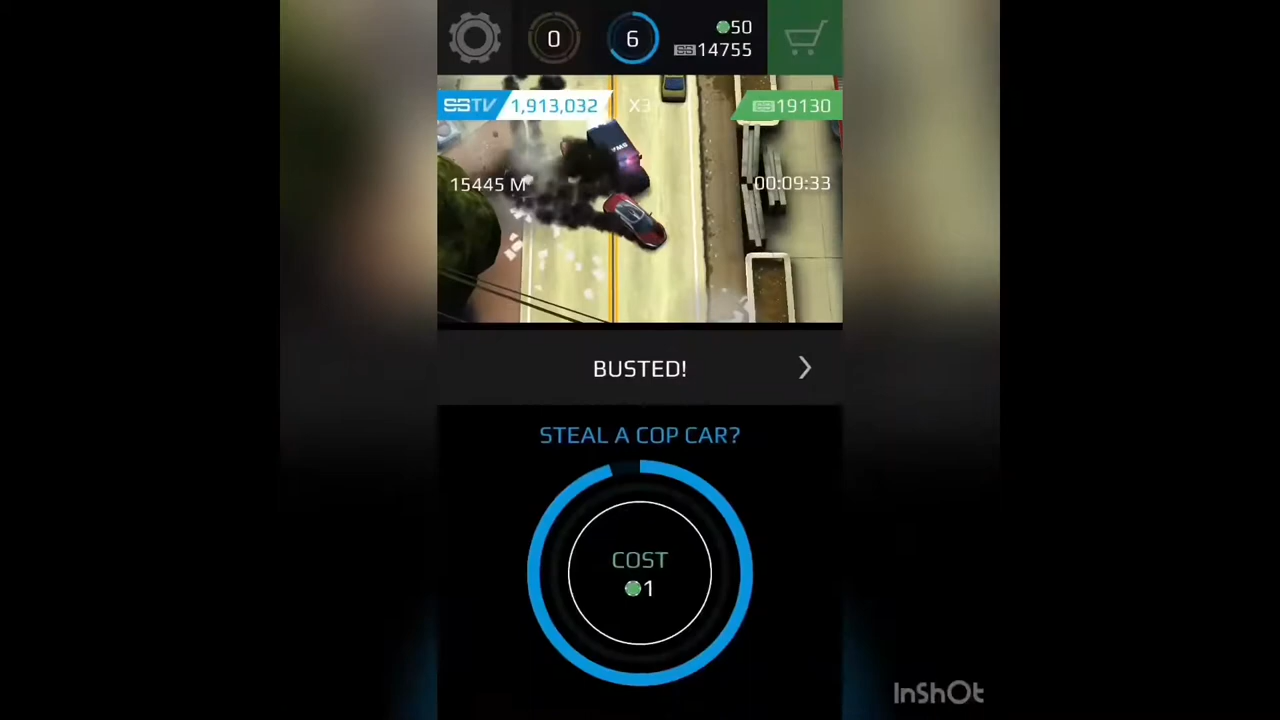 0
6
50
14755
SSTV 1,913,032
X3
19130
15445 M
00:09:33
BUSTED!
STEAL A COP CAR?
COST
1
InShOt